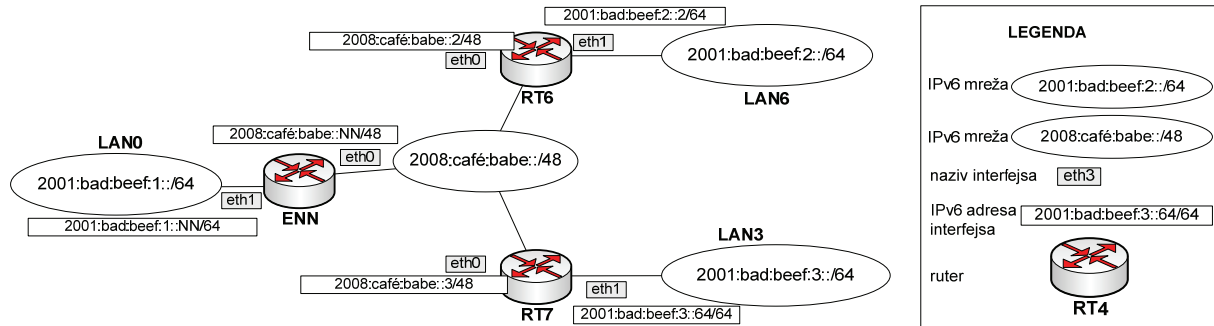 2001:bad:beef:2::2/64
2008:café:babe::2/48
eth1
eth0
2001:bad:beef:2::/64
RT6
LAN6
LAN0
2008:café:babe::NN/48
eth0
2001:bad:beef:1::/64
2008:café:babe::/48
eth1
2001:bad:beef:1::NN/64
ENN
LAN3
eth0
2001:bad:beef:3::/64
2008:café:babe::3/48
eth1
RT7
2001:bad:beef:3::64/64
LEGENDA
IPv6 mreža
2001:bad:beef:2::/64
IPv6 mreža
2008:café:babe::/48
naziv interfejsa
eth3
IPv6 adresa
interfejsa
2001:bad:beef:3::64/64
ruter
RT4